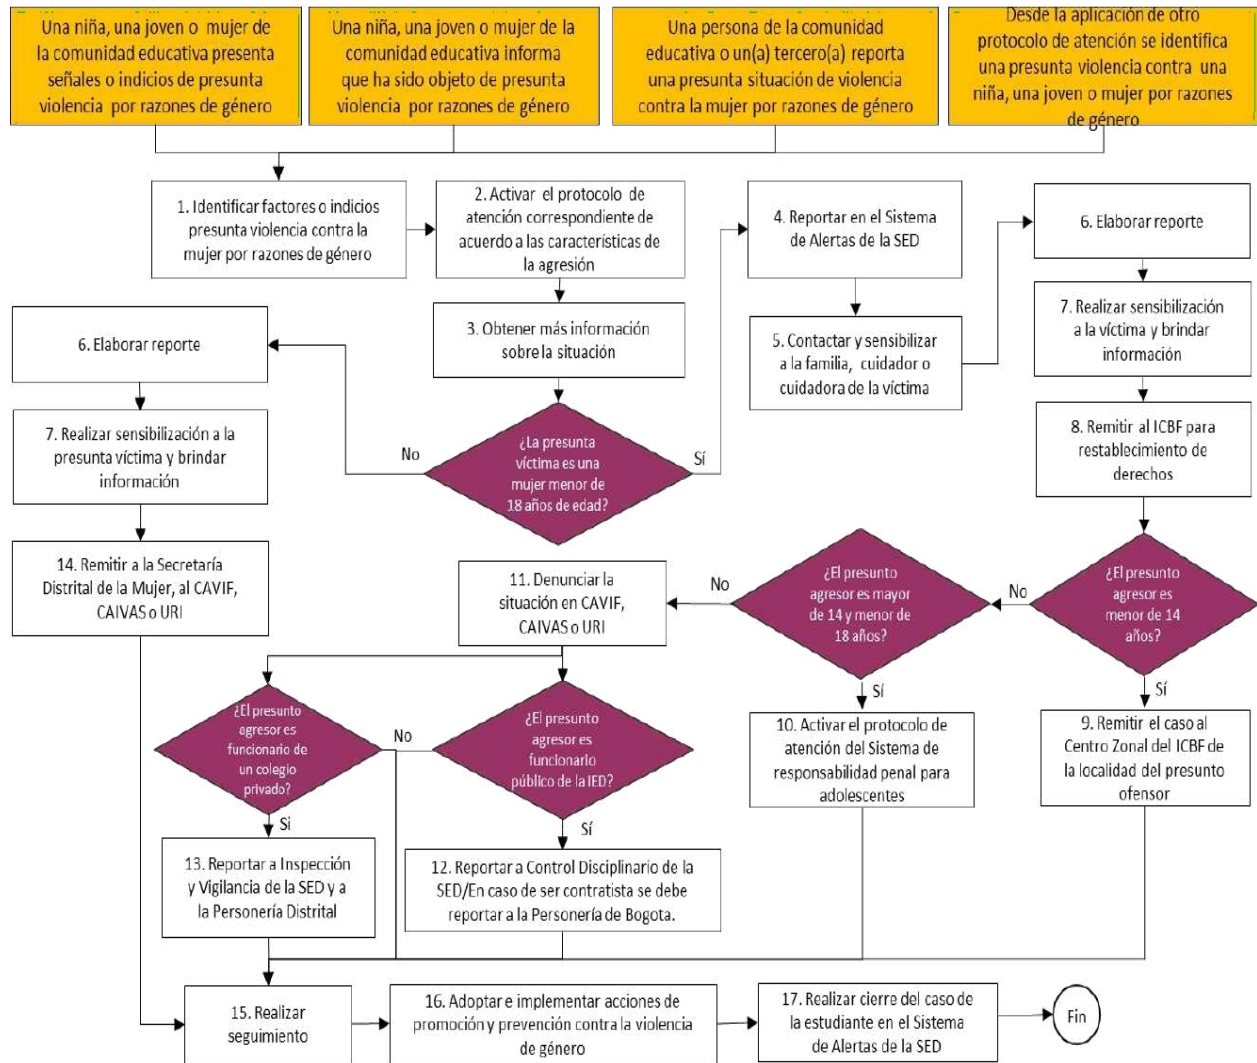 Una niña, una joven o mujer de
la comunidad educativa presenta
señales o indicios de presunta
violencia por razones de género
Una niña, una joven o mujer de la
comunidad educativa informa
que ha sido objeto de presunta
violencia por razones de género
Una persona de la comunidad
educativa o un(a) tercero(a) reporta
una presunta situación de violencia
contra la mujer por razones de género
Desde la aplicación de otro
protocolo de atención se identifica
una presunta violencia contra una
niña, una joven o mujer por razones
de género
1. Identificar factores o indicios
presunta violencia contra la
mujer por razones de género
2. Activar el protocolo de
atención correspondiente de
acuerdo a las características de
la agresión
4. Reportar en el Sistema
de Alertas de la SED
6. Elaborar reporte
3. Obtener más información
sobre la situación
5. Contactar y sensibilizar
a la familia, cuidador o
cuidadora de la víctima
7. Realizar sensibilización
a la víctima y brindar
información
6. Elaborar reporte
7. Realizar sensibilización a la
presunta víctima y brindar
información
No
¿La presunta
víctima es una
mujer menor de
18 años de edad?
Sí
8. Remitir al ICBF para
restablecimiento de
derechos
14. Remitir a la Secretaría
Distrital de la Mujer, al CAVIF,
CAIVAS o URI
11. Denunciar la
situación en CAVIF,
CAIVAS o URI
No
¿El presunto
agresor es mayor
de 14 y menor de
18 años?
No
¿El presunto
agresor es
menor de 14
años?
Sí
Sí
¿El presunto
agresor es
funcionario de
un colegio
privado?
No
¿El presunto
agresor es
funcionario
público de la IED?
10. Activar el protocolo de
atención del Sistema de
responsabilidad penal para
adolescentes
9. Remitir el caso al
Centro Zonal del ICBF de
la localidad del presunto
ofensor
Si
Sí
13. Reportar a Inspección
y Vigilancia de la SED y a
la Personería Distrital
12. Reportar a Control Disciplinario de la
SED/En caso de ser contratista se debe
reportar a la Personería de Bogota.
15. Realizar
seguimiento
16. Adoptar e implementar acciones de
promoción y prevención contra la violencia
de género
17. Realizar cierre del caso de
la estudiante en el Sistema
de Alertas de la SED
Fin